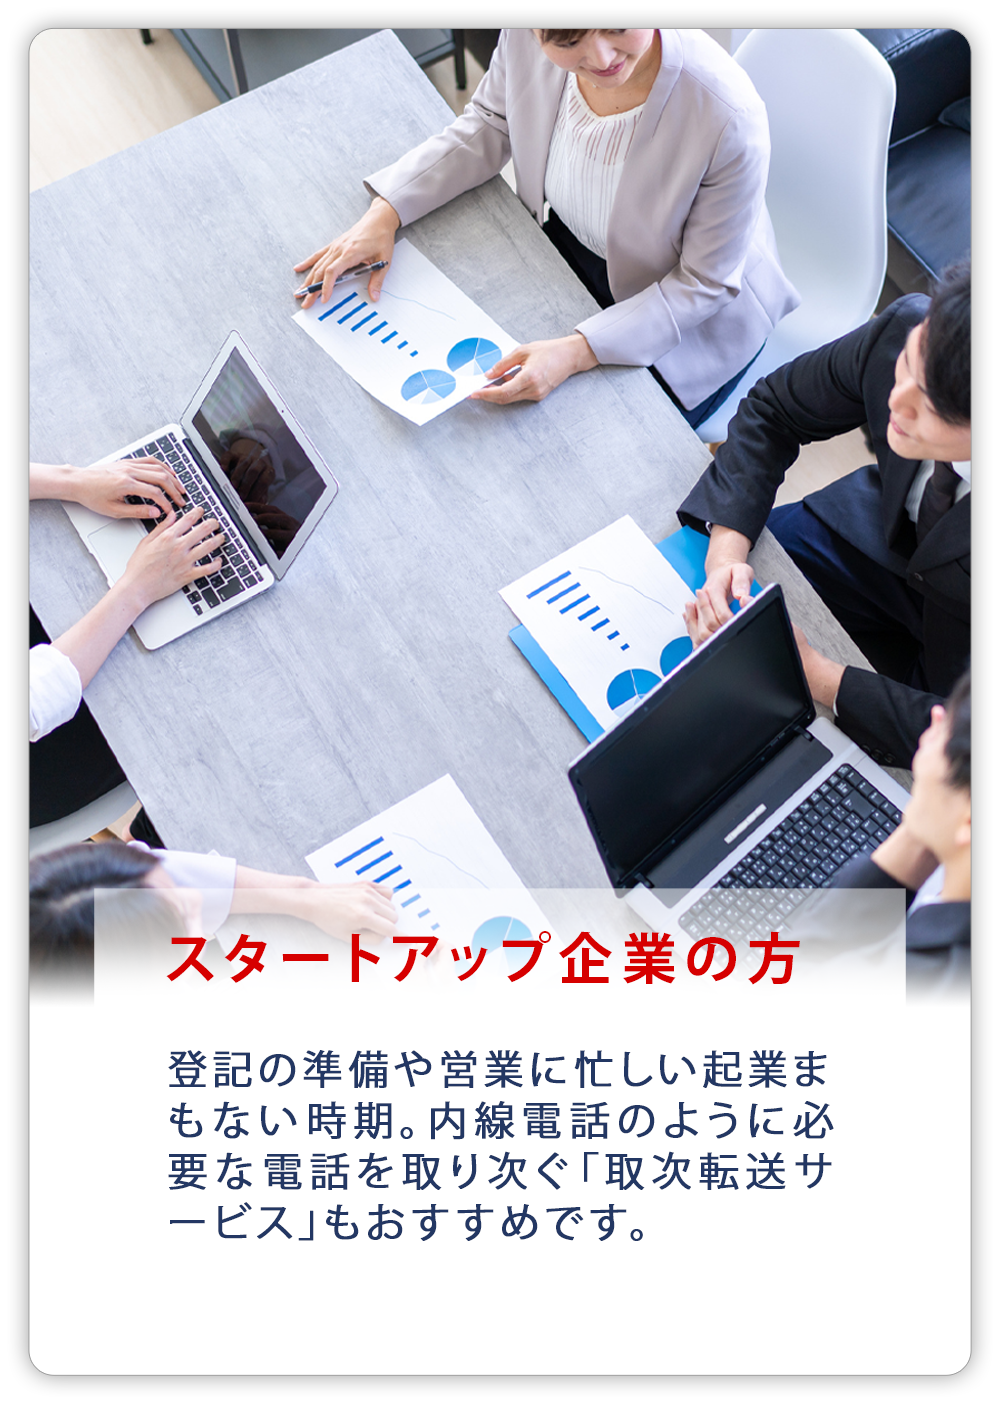 スタートアップ企業の方
登記の準備や営業に忙しい起業ま
もない時期。内線電話のように必
要な電話を取り次ぐ「取次転送サ
ービス」もおすすめです。